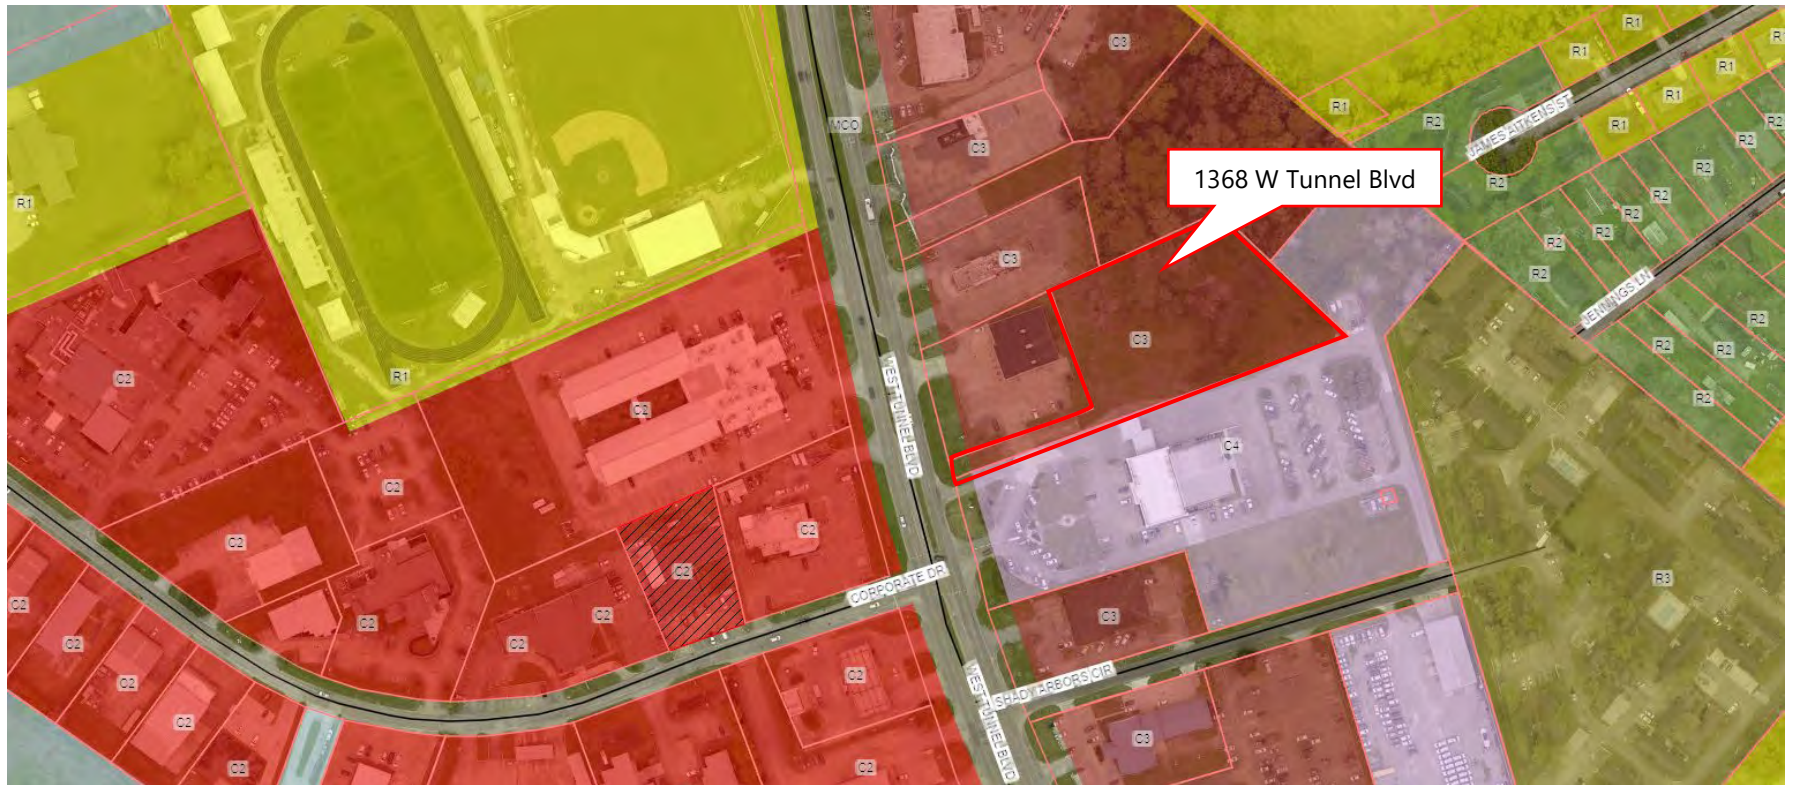 R1
C3
R1
R1
R1
R1
R1
R2
JAMES AITKENS ST
R1
R2
R2
MCO
C3
1368 W Tunnel Blvd
R2
R2
R2
R2
R1
C3
R2
R2
R2
JENNINGS LN
C3
R2
R2
R2
R2
C2
R1
WEST TUNNEL BLVD
C2
C4
C2
C2
C2
C2
CORPORATE DR
R3
C2
C2
C2
C2
C3
C2
C2
C2
WEST TUNNEL BLVD
SHADY ARBORS CIR
C2
C3
C2
C2